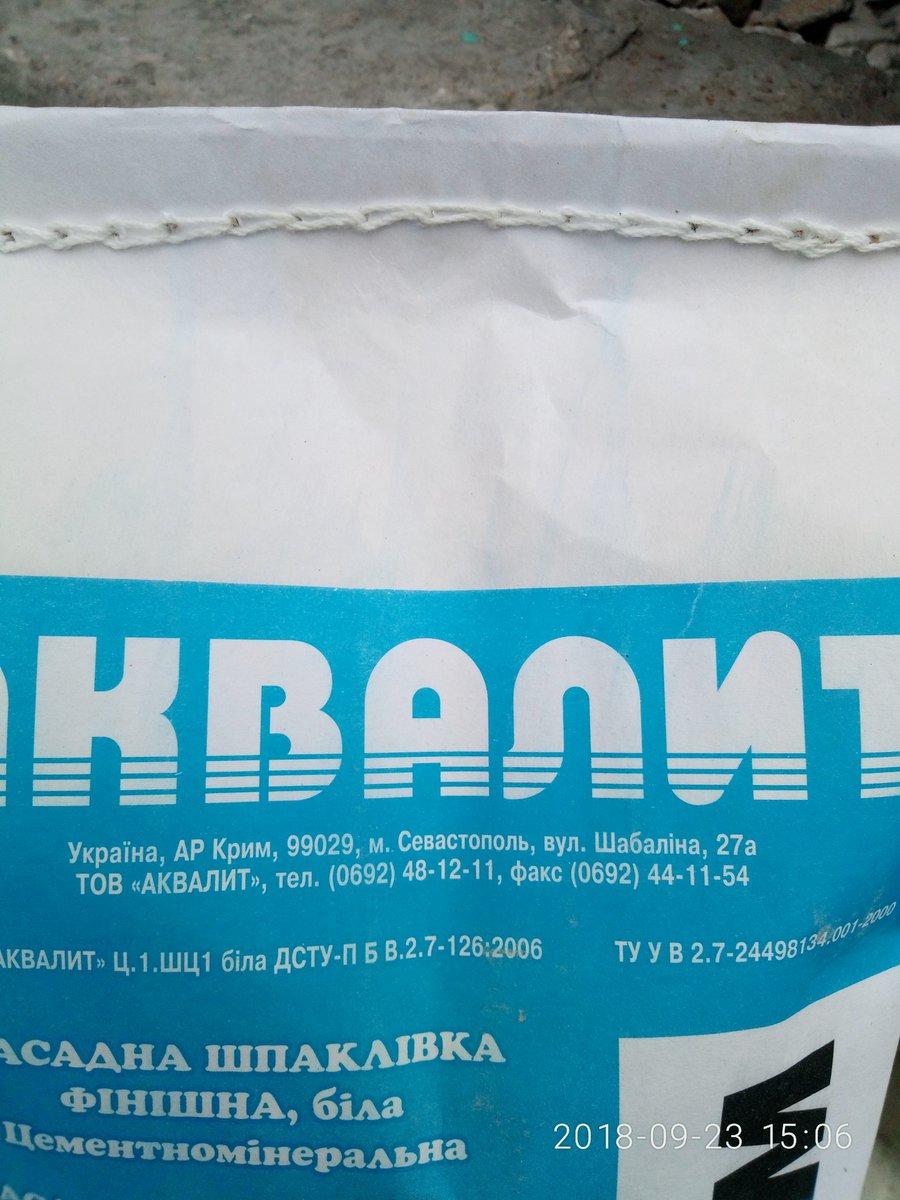 АКВАЛИТ
Україна, АР Крим, 99029, м. Севастополь, вул. Шабаліна, 27а
ТОВ «АКВАЛИТ», тел. (0692) 48-12-11, факс (0692) 44-11-54
АКВАЛИТ» Ц.1.ШЦ1 біла ДСТУ-П Б В.2.7-126:2006 ТУ У В 2.7-24498134.001-2000
АСАДНА ШПАКЛІВКА
ФІНІШНА, біла
Цементномінеральна
2018-09-23 15:06